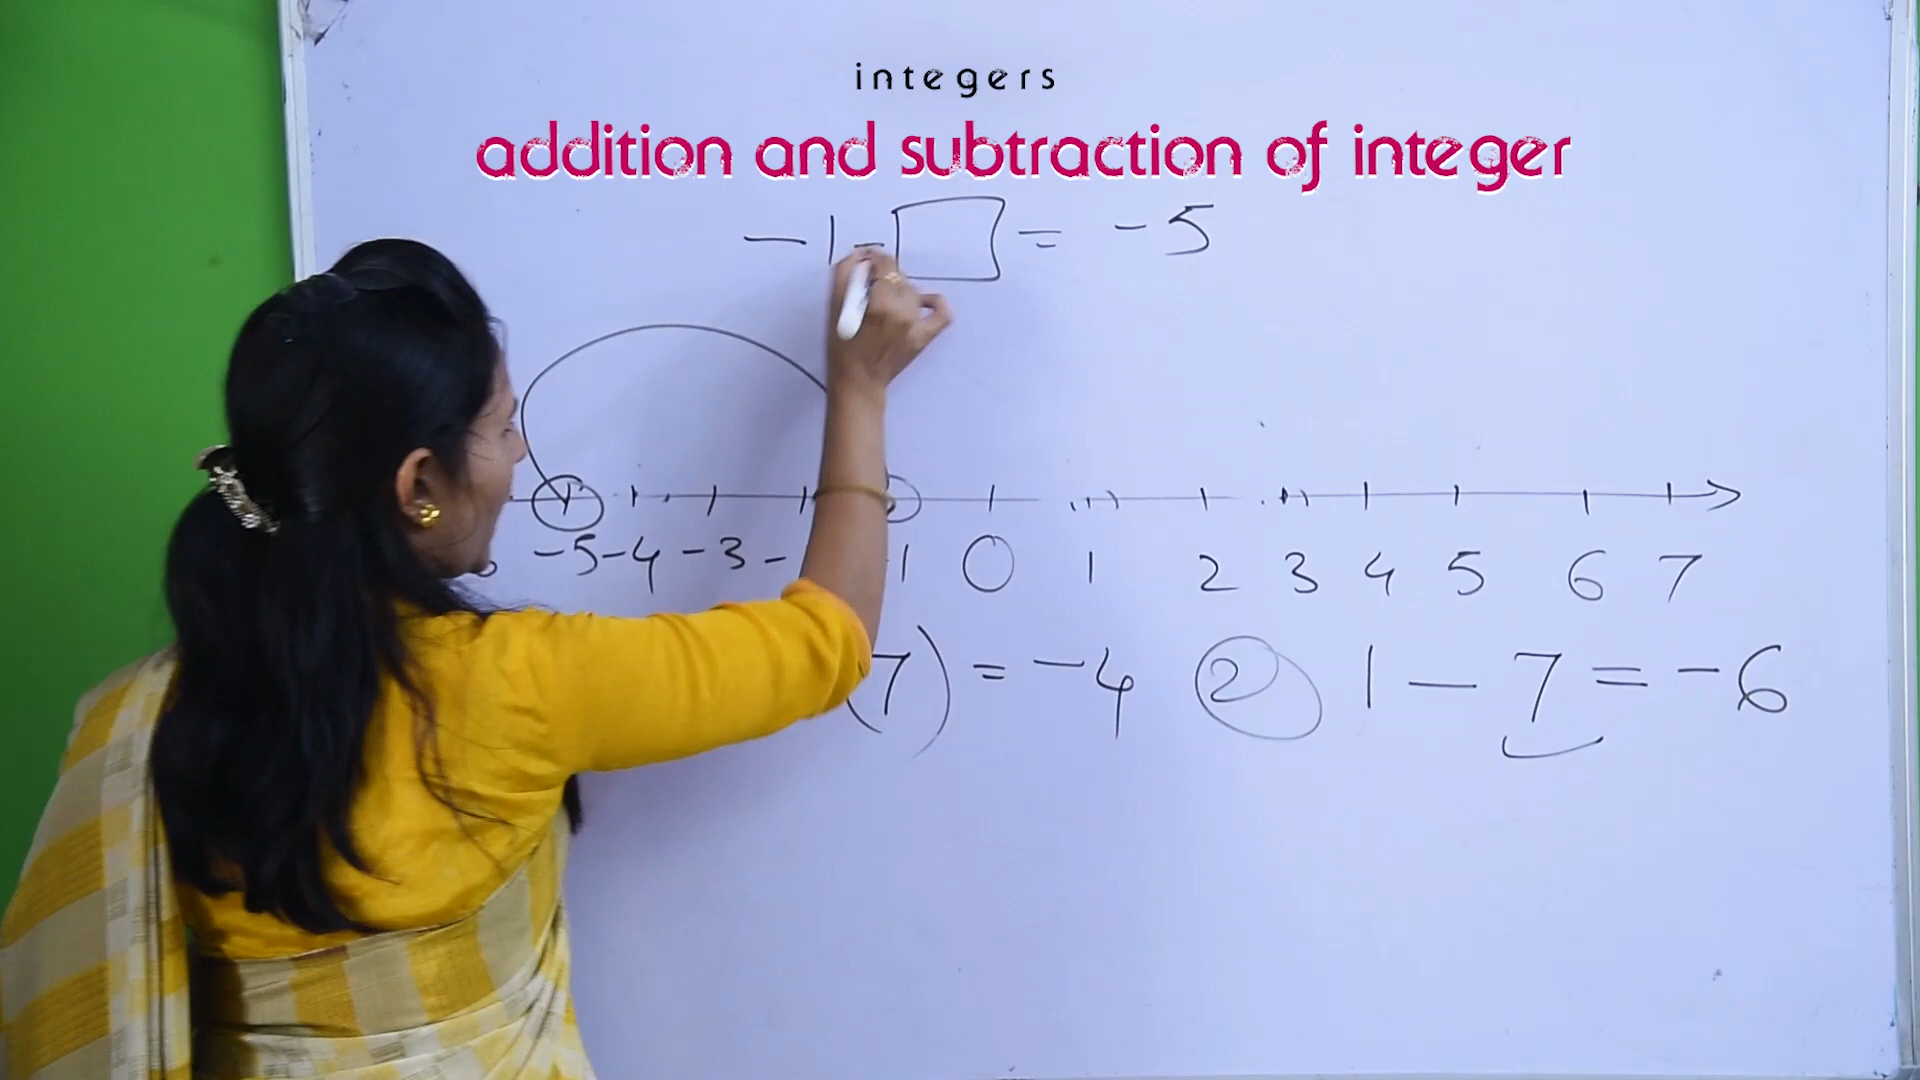 integers
addition and subtraction of integer
- 1 - □ = - 5
-5 -4 -3 - 1 0 1 2 3 4 5 6 7
(7) = -4 ② 1 - 7 = -6